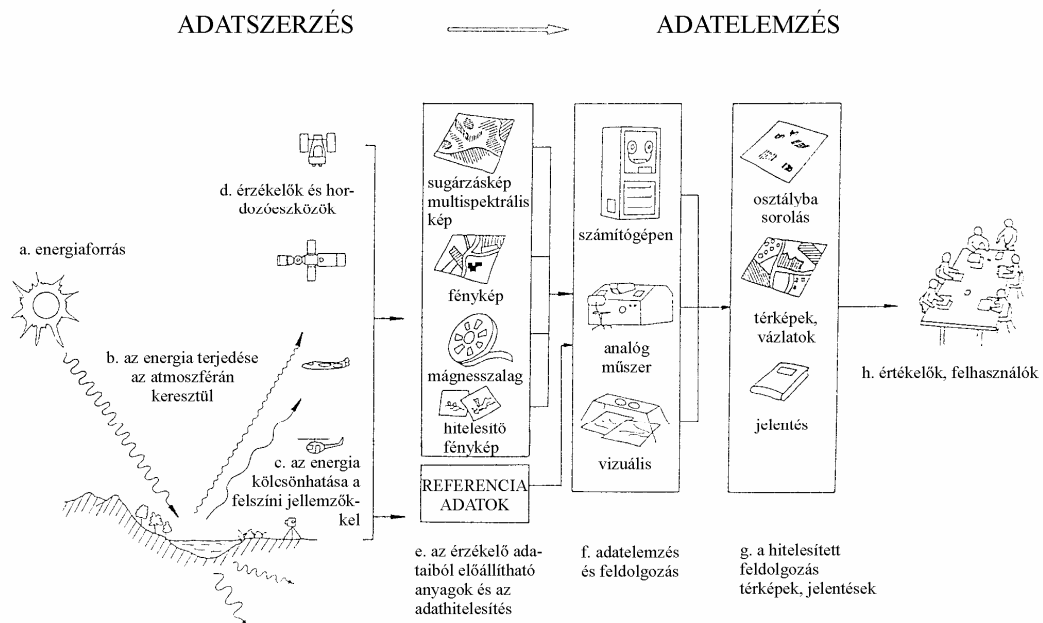 ADATSZERZÉS
ADATELEMZÉS
a. energiaforrás
b. az energia terjedése
az atmoszférán
keresztül
c. az energia
kölcsönhatása a
felszíni jellemzők-
kel
d. érzékelők és hor-
dozóeszközök
sugárzáskép
multispektrális
kép
fénykép
mágnesszalag
hitelesítő
fénykép
REFERENCIA
ADATOK
e. az érzékelő ada-
taiból előállítható
anyagok és az
adathitelesítés
számítógépen
analóg
műszer
vizuális
f. adatelemzés
és feldolgozás
osztályba
sorolás
térképek,
vázlatok
jelentés
g. a hitelesített
feldolgozás
térképek, jelentések
h. értékelők, felhasználók